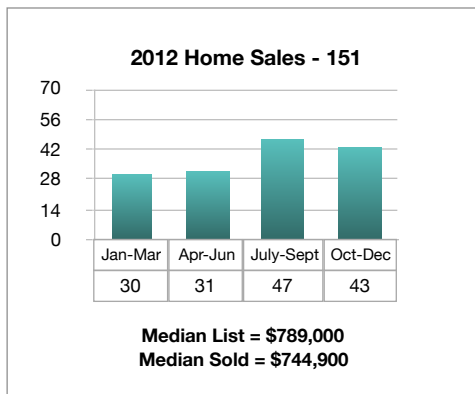 2012 Home Sales - 151
70
56
42
28
14
0
Jan-Mar Apr-Jun July-Sept Oct-Dec
30 31 47 43
Median List = $789,000
Median Sold = $744,900